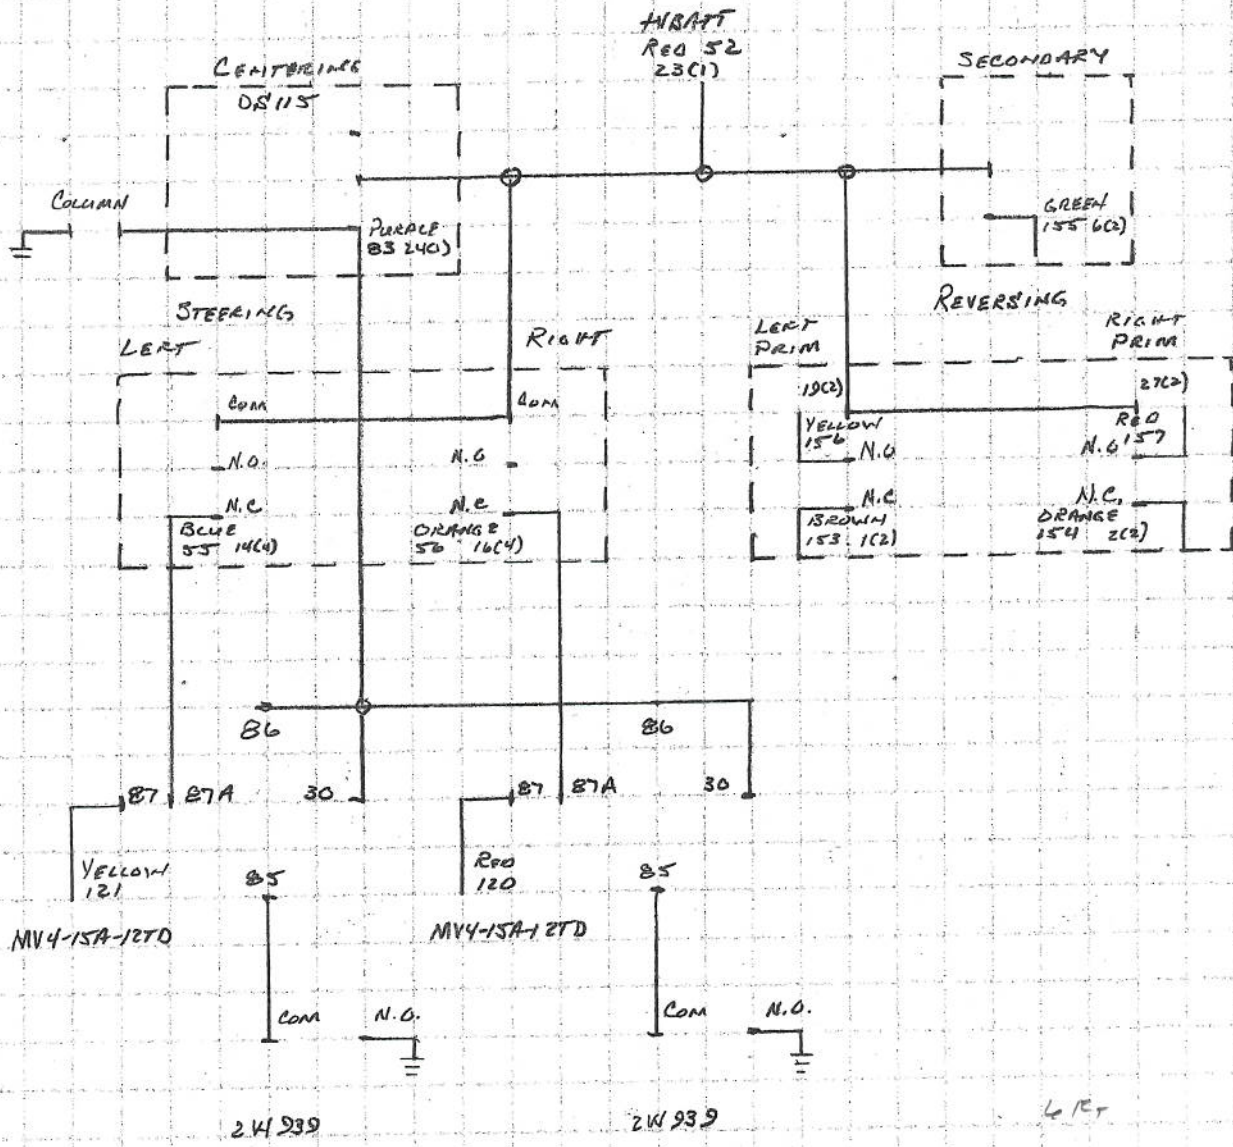 +VBATT
RED 52
23(1)
CENTERING
DS115
SECONDARY
COLUMN
PURPLE
83 24(1)
GREEN
155 6(2)
STEERING
REVERSING
LEFT
RIGHT
LEFT
PRIM
RIGHT
PRIM
COM
COM
19(2)
27(2)
YELLOW
156
N.O
RED
157
N.O
N.O.
N.O
N.C
N.C
N.C
N.C.
BLUE
55 14(4)
ORANGE
56 16(4)
BROWN
153 1(2)
ORANGE
154 2(2)
86
86
87
87A
30
87
87A
30
YELLOW
121
85
RED
120
85
MV4-15A-12TD
MV4-15A-12TD
COM
N.O.
COM
N.O.
2W939
2W939